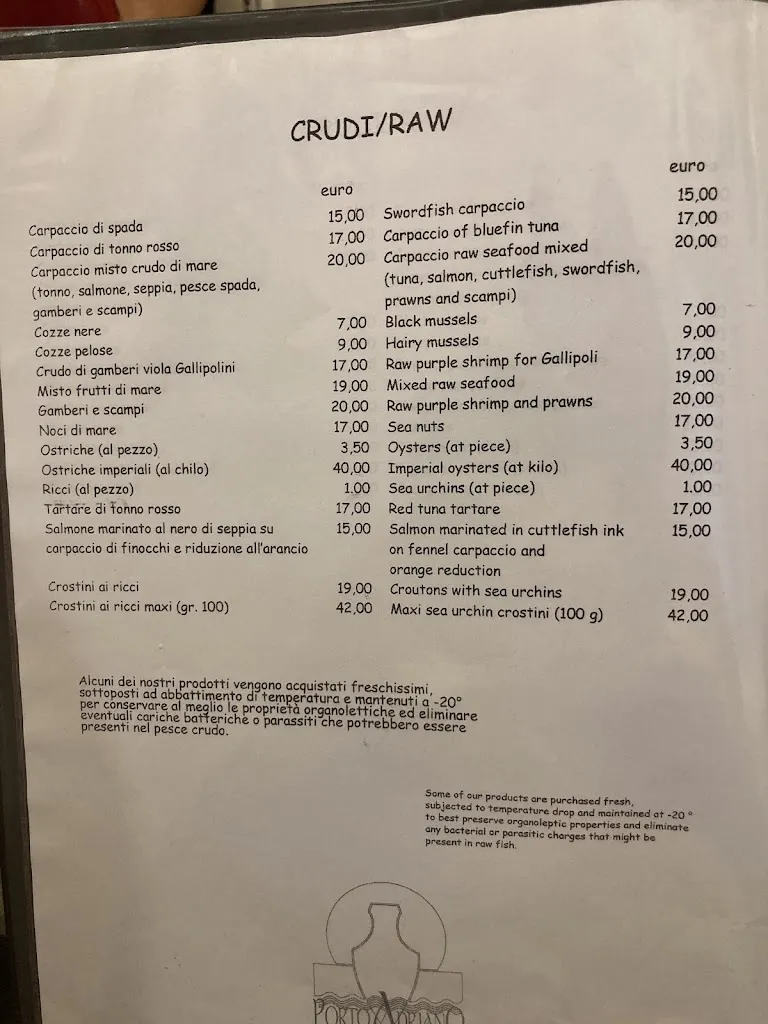 CRUDI/RAW
euro
Carpaccio di spada 15,00
Carpaccio di tonno rosso 17,00
Carpaccio misto crudo di mare 20,00
(tonno, salmone, seppia, pesce spada,
gamberi e scampi)
Cozze nere 7,00
Cozze pelose 9,00
Crudo di gamberi viola Gallipolini 17,00
Misto frutti di mare 19,00
Gamberi e scampi 20,00
Noci di mare 17,00
Ostriche (al pezzo) 3,50
Ostriche imperiali (al chilo) 40,00
Ricci (al pezzo) 1.00
Tartare di tonno rosso 17,00
Salmone marinato al nero di seppia su 15,00
carpaccio di finocchi e riduzione all'arancio
Crostini ai ricci 19,00
Crostini ai ricci maxi (gr. 100) 42,00
euro
Swordfish carpaccio 15,00
Carpaccio of bluefin tuna 17,00
Carpaccio raw seafood mixed 20,00
(tuna, salmon, cuttlefish, swordfish,
prawns and scampi)
Black mussels 7,00
Hairy mussels 9,00
Raw purple shrimp for Gallipoli 17,00
Mixed raw seafood 19,00
Raw purple shrimp and prawns 20,00
Sea nuts 17,00
Oysters (at piece) 3,50
Imperial oysters (at kilo) 40,00
Sea urchins (at piece) 1.00
Red tuna tartare 17,00
Salmon marinated in cuttlefish ink 15,00
on fennel carpaccio and
orange reduction
Croutons with sea urchins 19,00
Maxi sea urchin crostini (100 g) 42,00
Alcuni dei nostri prodotti vengono acquistati freschissimi,
sottoposti ad abbattimento di temperatura e mantenuti a -20°
per conservare al meglio le proprietà organolettiche ed eliminare
eventuali cariche batteriche o parassiti che potrebbero essere
presenti nel pesce crudo.
Some of our products are purchased fresh,
subjected to temperature drop and maintained at -20 °
to best preserve organoleptic properties and eliminate
any bacterial or parasitic charges that might be
present in raw fish.
PORTO ADRIANO